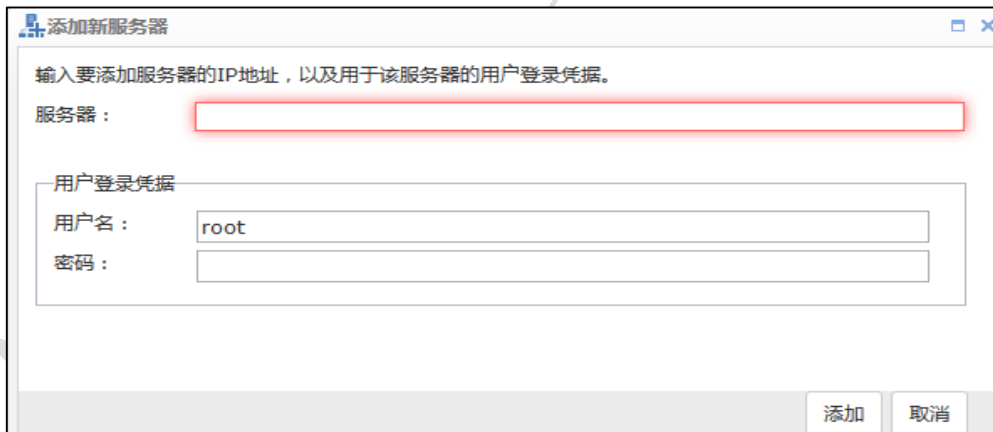 添加新服务器
输入要添加服务器的IP地址，以及用于该服务器的用户登录凭据。
服务器：
用户登录凭据
用户名：
root
密码：
添加
取消